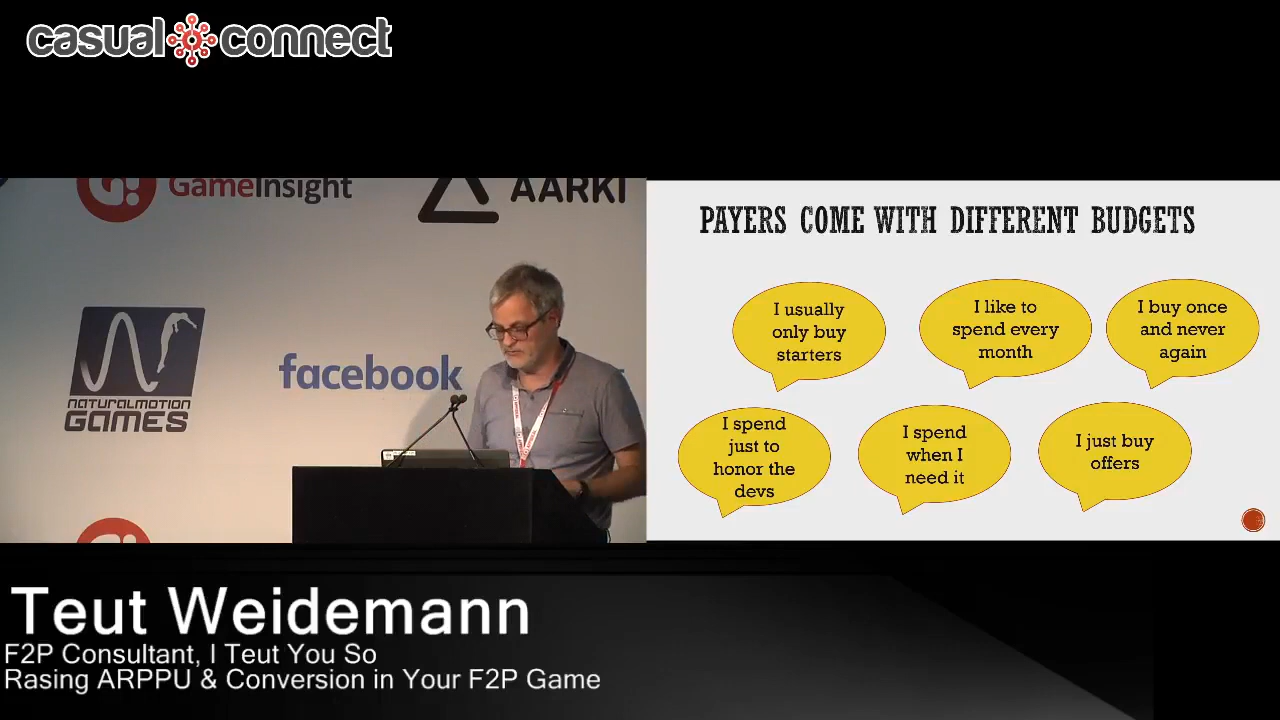 casual connect
GameInsight
AARKI
NATURALMOTION
GAMES
facebook
PAYERS COME WITH DIFFERENT BUDGETS
I usually
only buy
starters
I like to
spend every
month
I buy once
and never
again
I spend
just to
honor the
devs
I spend
when I
need it
I just buy
offers
Teut Weidemann
F2P Consultant, I Teut You So
Rasing ARPPU & Conversion in Your F2P Game